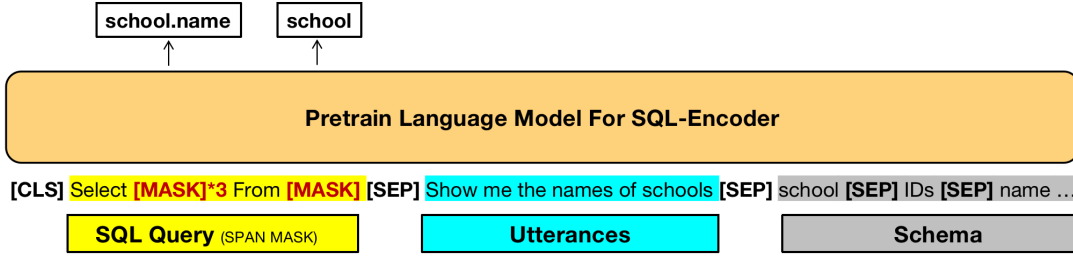 school.name school
Pretrain Language Model For SQL-Encoder
[CLS] Select [MASK]*3 From [MASK] [SEP] Show me the names of schools [SEP] school [SEP] IDs [SEP] name ...
SQL Query (SPAN MASK) Utterances Schema